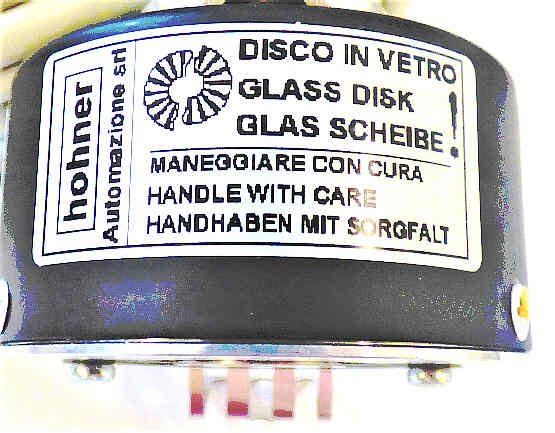 hohner
Automazione srl
DISCO IN VETRO
GLASS DISK
GLAS SCHEIBE !
MANEGGIARE CON CURA
HANDLE WITH CARE
HANDHABEN MIT SORGFALT